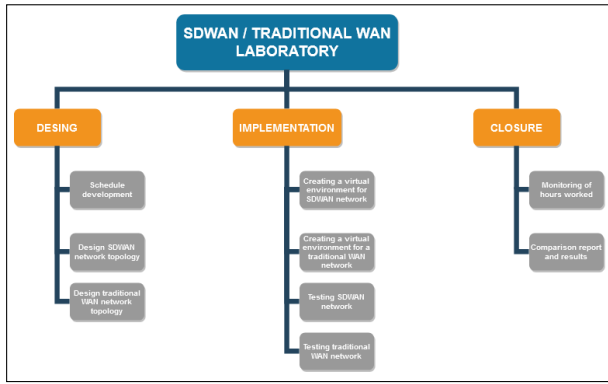 SDWAN / TRADITIONAL WAN
LABORATORY
DESING
IMPLEMENTATION
CLOSURE
Schedule
development
Design SDWAN
network topology
Design traditional
WAN network
topology
Creating a virtual
environment for
SDWAN network
Creating a virtual
environment for a
traditional WAN
network
Testing SDWAN
network
Testing traditional
WAN network
Monitoring of
hours worked
Comparison report
and results